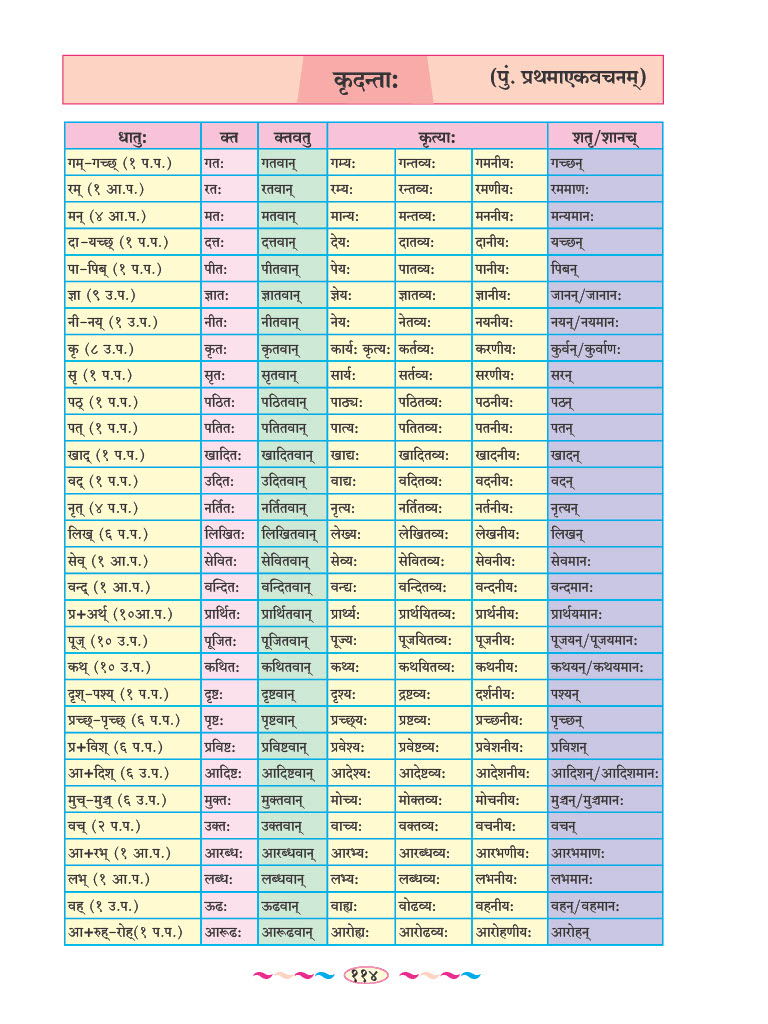 कृदन्ताः (पुं. प्रथमाएकवचनम्)
धातुः क्त क्तवतु कृत्याः शतृ/शानच्
गम्-गच्छ् (१ प.प.) गतः गतवान् गम्यः गन्तव्यः गमनीयः गच्छन्
रम् (१ आ.प.) रतः रतवान् रम्यः रन्तव्यः रमणीयः रममाणः
मन् (४ आ.प.) मतः मतवान् मान्यः मन्तव्यः मननीयः मन्यमानः
दा-यच्छ् (१ प.प.) दत्तः दत्तवान् देयः दातव्यः दानीयः यच्छन्
पा-पिब् (१ प.प.) पीतः पीतवान् पेयः पातव्यः पानीयः पिबन्
ज्ञा (९ उ.प.) ज्ञातः ज्ञातवान् ज्ञेयः ज्ञातव्यः ज्ञानीयः जानन्/जानानः
नी-नय् (१ उ.प.) नीतः नीतवान् नेयः नेतव्यः नयनीयः नयन्/नयमानः
कृ (८ उ.प.) कृतः कृतवान् कार्यः कृत्यः कर्तव्यः करणीयः कुर्वन्/कुर्वाणः
सृ (१ प.प.) सृतः सृतवान् सार्यः सर्तव्यः सरणीयः सरन्
पठ् (१ प.प.) पठितः पठितवान् पाठ्यः पठितव्यः पठनीयः पठन्
पत् (१ प.प.) पतितः पतितवान् पात्यः पतितव्यः पतनीयः पतन्
खाद् (१ प.प.) खादितः खादितवान् खाद्यः खादितव्यः खादनीयः खादन्
वद् (१ प.प.) उदितः उदितवान् वाद्यः वदितव्यः वदनीयः वदन्
नृत् (४ प.प.) नर्तितः नर्तितवान् नृत्यः नर्तितव्यः नर्तनीयः नृत्यन्
लिख् (६ प.प.) लिखितः लिखितवान् लेख्यः लेखितव्यः लेखनीयः लिखन्
सेव् (१ आ.प.) सेवितः सेवितवान् सेव्यः सेवितव्यः सेवनीयः सेवमानः
वन्द् (१ आ.प.) वन्दितः वन्दितवान् वन्द्यः वन्दितव्यः वन्दनीयः वन्दमानः
प्र+अर्थ् (१०आ.प.) प्रार्थितः प्रार्थितवान् प्रार्थ्यः प्रार्थयितव्यः प्रार्थनीयः प्रार्थयमानः
पूज् (१० उ.प.) पूजितः पूजितवान् पूज्यः पूजयितव्यः पूजनीयः पूजयन्/पूजयमानः
कथ् (१० उ.प.) कथितः कथितवान् कथ्यः कथयितव्यः कथनीयः कथयन्/कथयमानः
दृश्-पश्य् (१ प.प.) दृष्टः दृष्टवान् दृश्यः द्रष्टव्यः दर्शनीयः पश्यन्
प्रच्छ्-पृच्छ् (६ प.प.) पृष्टः पृष्टवान् प्रच्छ्यः प्रष्टव्यः प्रच्छनीयः पृच्छन्
प्र+विश् (६ प.प.) प्रविष्टः प्रविष्टवान् प्रवेश्यः प्रवेष्टव्यः प्रवेशनीयः प्रविशन्
आ+दिश् (६ उ.प.) आदिष्टः आदिष्टवान् आदेश्यः आदेष्टव्यः आदेशनीयः आदिशन्/आदिशमानः
मुच्-मुञ्च् (६ उ.प.) मुक्तः मुक्तवान् मोच्यः मोक्तव्यः मोचनीयः मुञ्चन्/मुञ्चमानः
वच् (२ प.प.) उक्तः उक्तवान् वाच्यः वक्तव्यः वचनीयः वचन्
आ+रभ् (१ आ.प.) आरब्धः आरब्धवान् आरभ्यः आरब्धव्यः आरभणीयः आरभमाणः
लभ् (१ आ.प.) लब्धः लब्धवान् लभ्यः लब्धव्यः लभनीयः लभमानः
वह् (१ उ.प.) ऊढः ऊढवान् वाह्यः वोढव्यः वहनीयः वहन्/वहमानः
आ+रुह्-रोह्(१ प.प.) आरूढः आरूढवान् आरोह्यः आरोढव्यः आरोहणीयः आरोहन्
११४